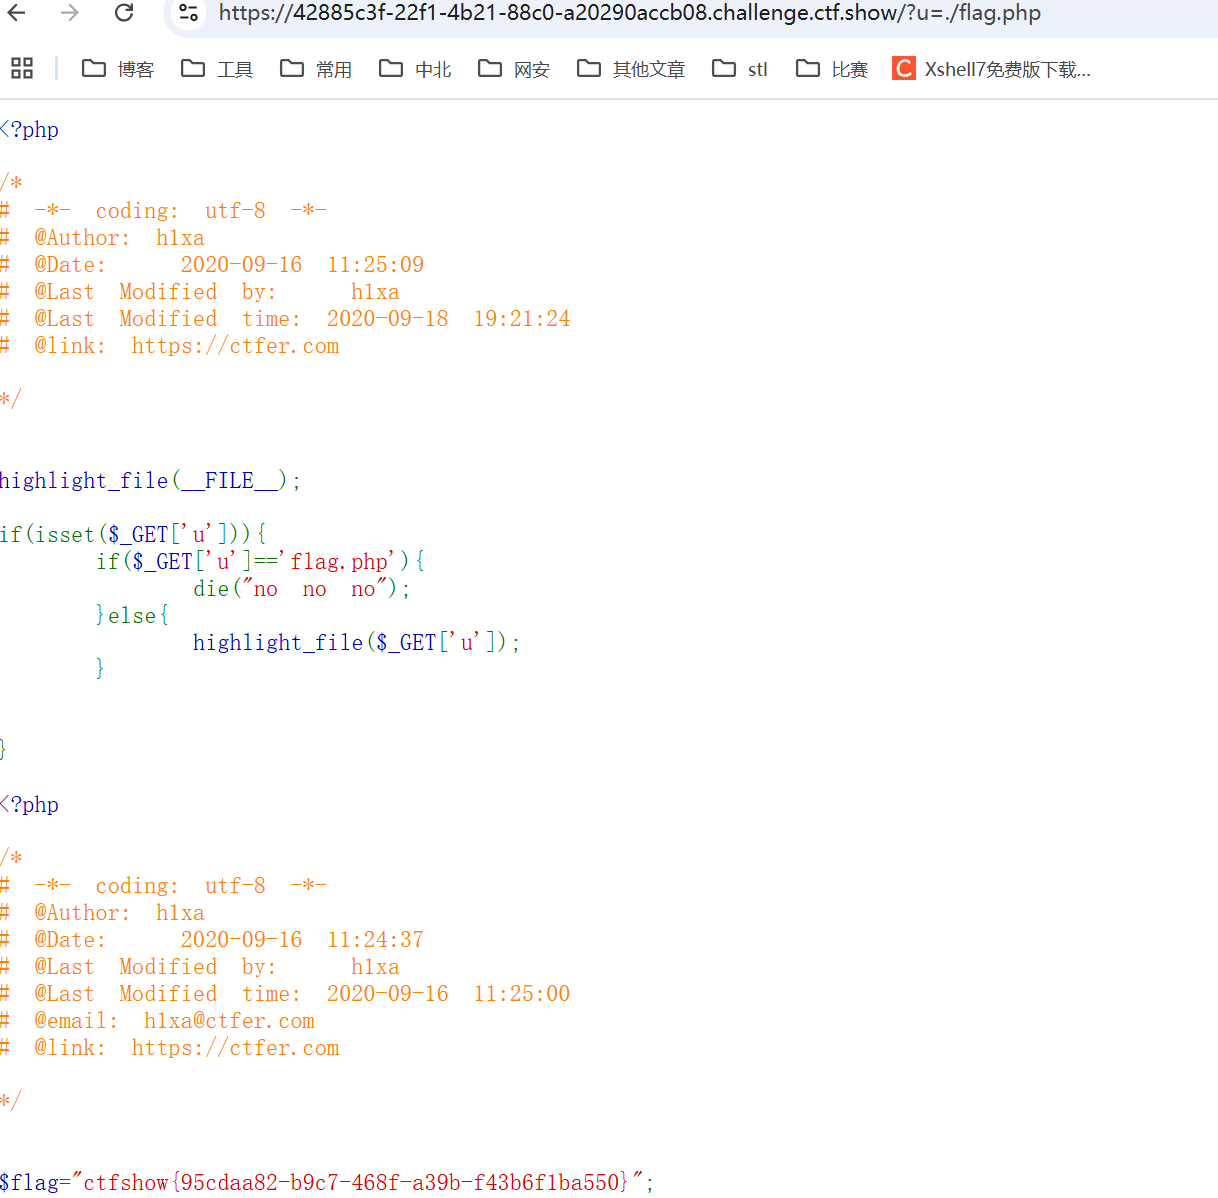 https://42885c3f-22f1-4b21-88c0-a20290accb08.challenge.ctf.show/?u=./flag.php
博客 工具 常用 中北 网安 其他文章 stl 比赛 C Xshell7免费版下载...
<?php
/*
# -*- coding: utf-8 -*-
# @Author: h1xa
# @Date: 2020-09-16 11:25:09
# @Last Modified by: h1xa
# @Last Modified time: 2020-09-18 19:21:24
# @link: https://ctfer.com
*/
highlight_file(__FILE__);
if(isset($_GET['u'])){
if($_GET['u']=='flag.php'){
die("no no no");
}else{
highlight_file($_GET['u']);
}
}
<?php
/*
# -*- coding: utf-8 -*-
# @Author: h1xa
# @Date: 2020-09-16 11:24:37
# @Last Modified by: h1xa
# @Last Modified time: 2020-09-16 11:25:00
# @email: h1xa@ctfer.com
# @link: https://ctfer.com
*/
$flag="ctfshow{95cdaa82-b9c7-468f-a39b-f43b6f1ba550}";